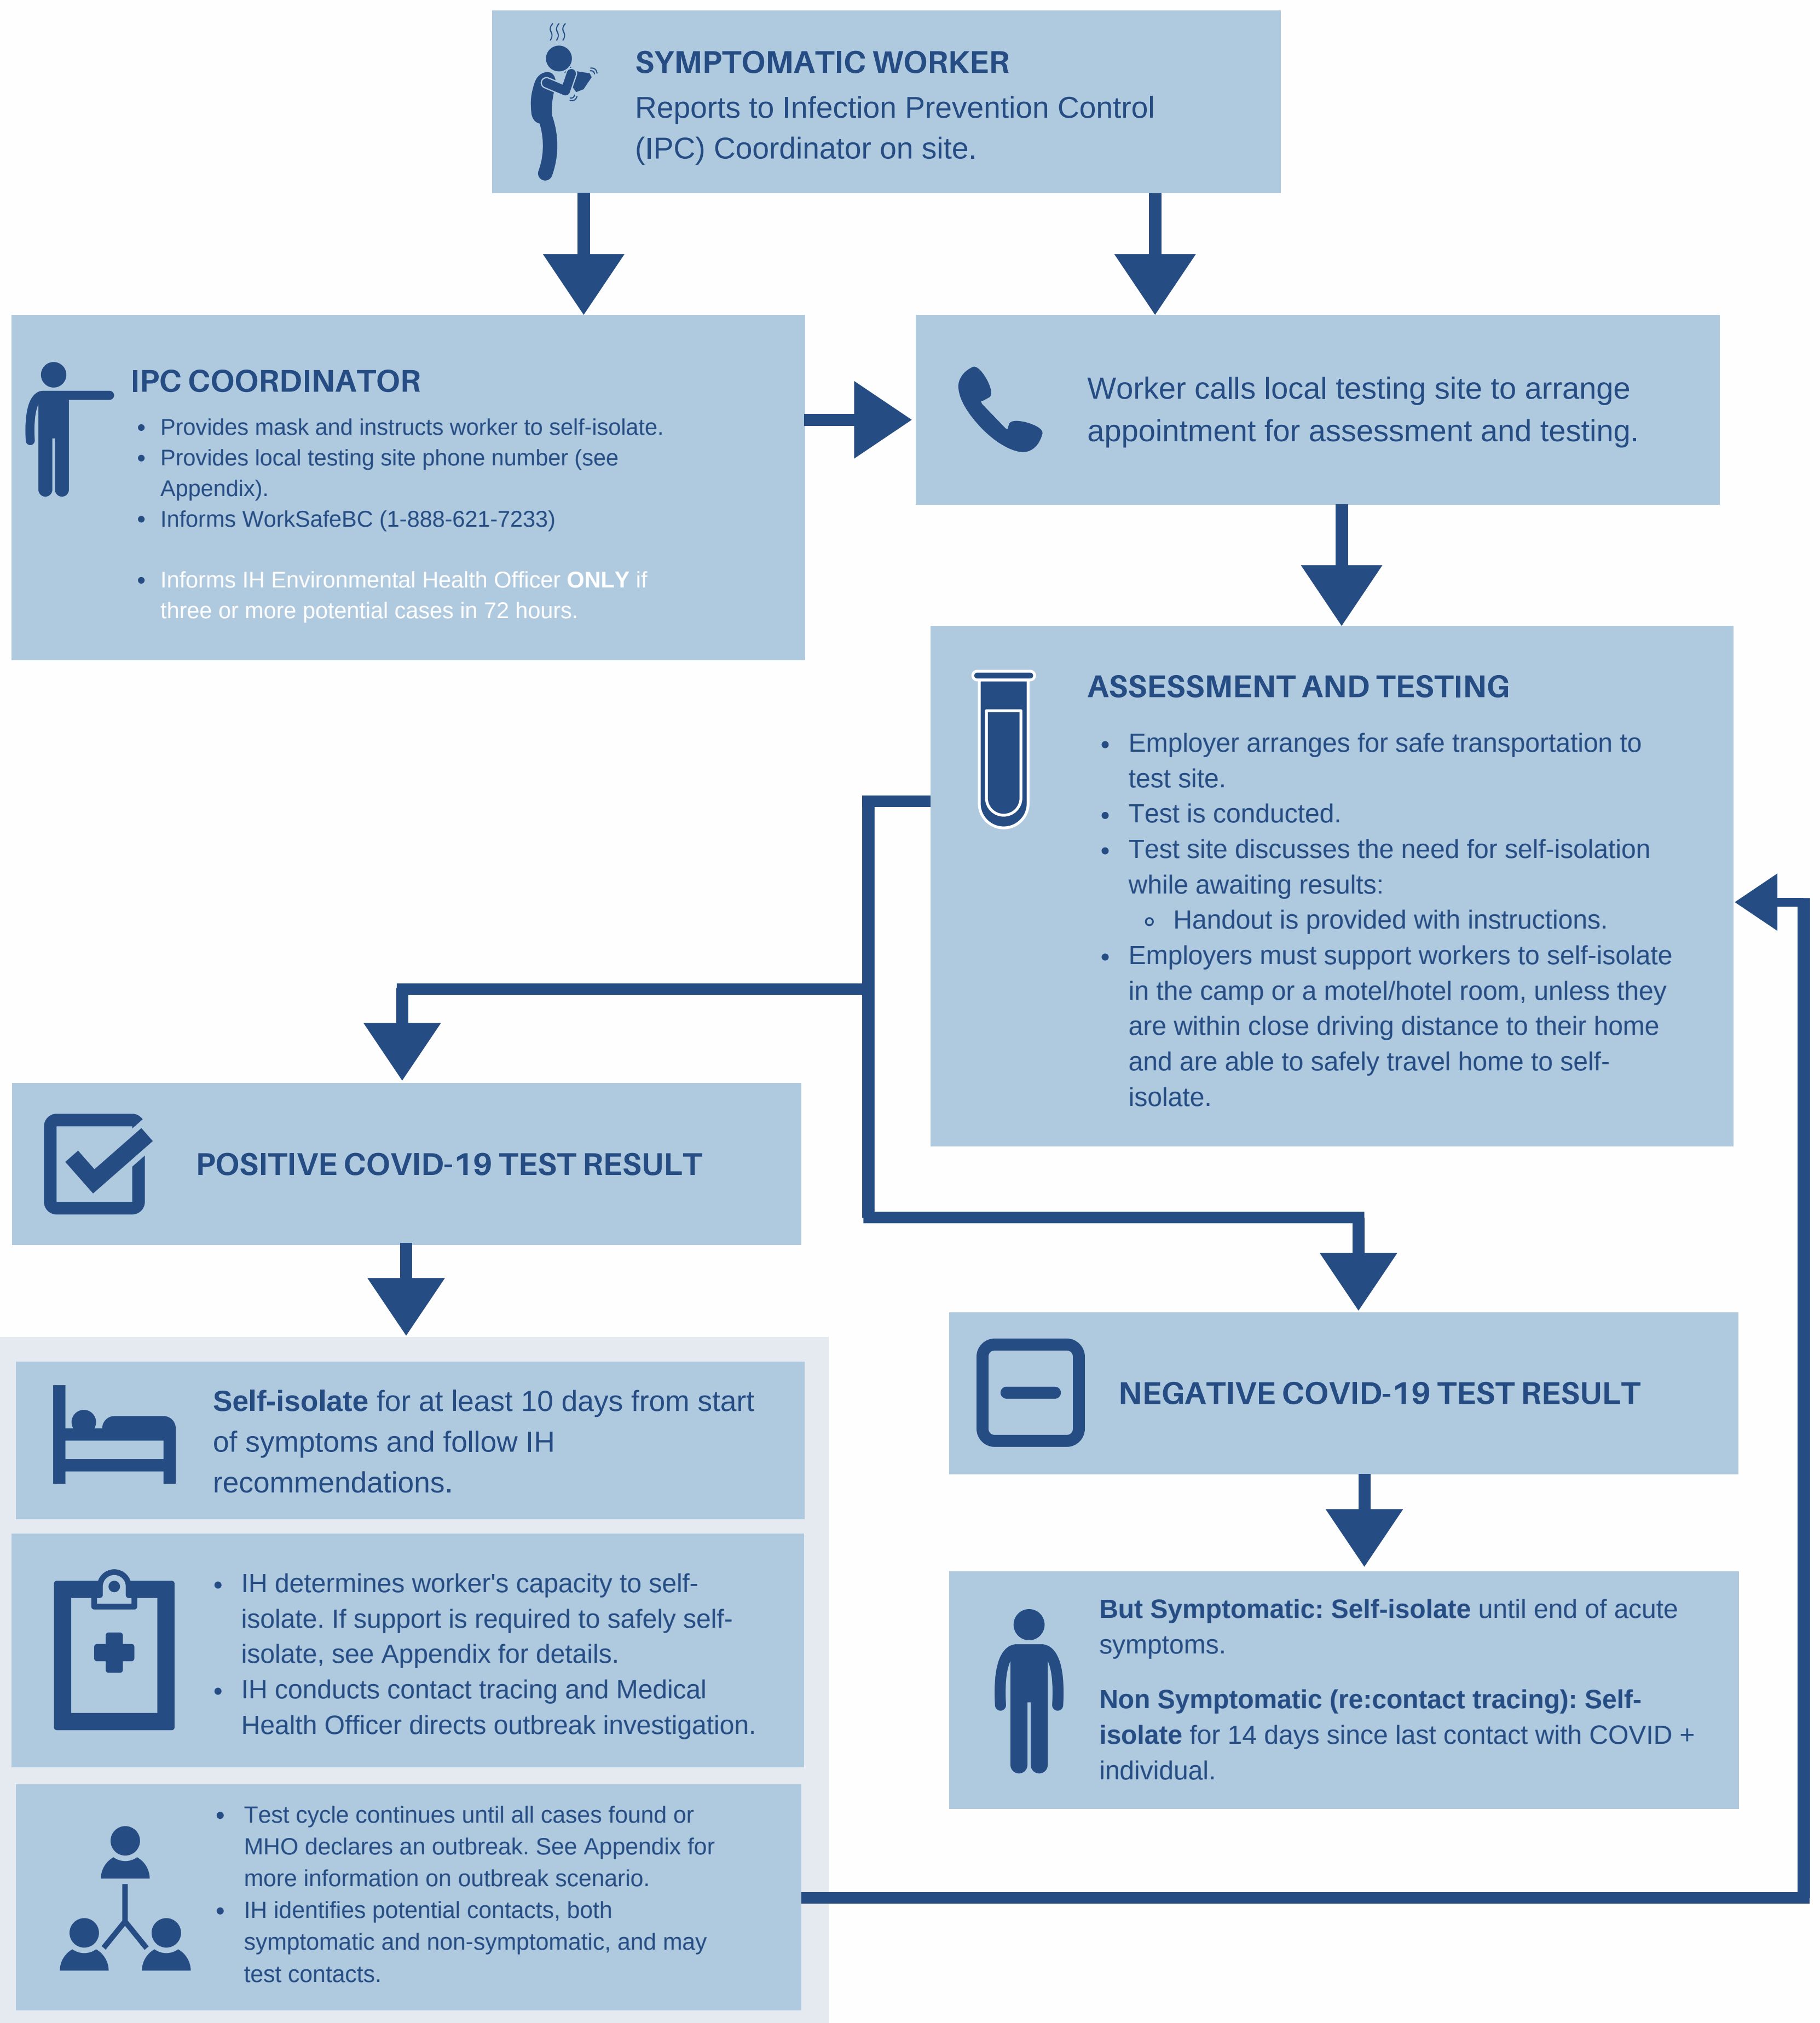 SYMPTOMATIC WORKER
Reports to Infection Prevention Control
(IPC) Coordinator on site.
IPC COORDINATOR
• Provides mask and instructs worker to self-isolate.
• Provides local testing site phone number (see
Appendix).
• Informs WorkSafeBC (1-888-621-7233)
• Informs IH Environmental Health Officer ONLY if
three or more potential cases in 72 hours.
Worker calls local testing site to arrange
appointment for assessment and testing.
ASSESSMENT AND TESTING
• Employer arranges for safe transportation to
test site.
• Test is conducted.
• Test site discusses the need for self-isolation
while awaiting results:
◦ Handout is provided with instructions.
• Employers must support workers to self-isolate
in the camp or a motel/hotel room, unless they
are within close driving distance to their home
and are able to safely travel home to self-
isolate.
POSITIVE COVID-19 TEST RESULT
Self-isolate for at least 10 days from start
of symptoms and follow IH
recommendations.
• IH determines worker's capacity to self-
isolate. If support is required to safely self-
isolate, see Appendix for details.
• IH conducts contact tracing and Medical
Health Officer directs outbreak investigation.
• Test cycle continues until all cases found or
MHO declares an outbreak. See Appendix for
more information on outbreak scenario.
• IH identifies potential contacts, both
symptomatic and non-symptomatic, and may
test contacts.
NEGATIVE COVID-19 TEST RESULT
But Symptomatic: Self-isolate until end of acute
symptoms.
Non Symptomatic (re:contact tracing): Self-
isolate for 14 days since last contact with COVID +
individual.